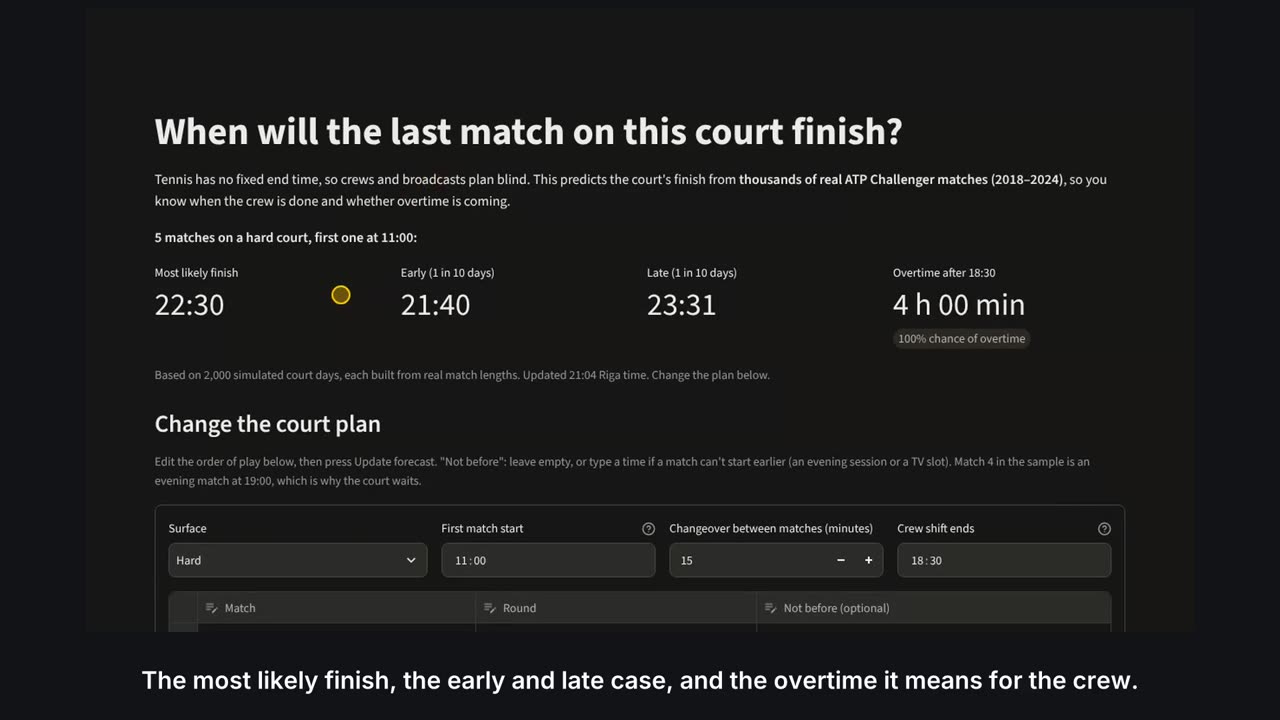 When will the last match on this court finish?
Tennis has no fixed end time, so crews and broadcasts plan blind. This predicts the court's finish from thousands of real ATP Challenger matches (2018–2024), so you
know when the crew is done and whether overtime is coming.
5 matches on a hard court, first one at 11:00:
Most likely finish
22:30
Early (1 in 10 days)
21:40
Late (1 in 10 days)
23:31
Overtime after 18:30
4 h 00 min
100% chance of overtime
Based on 2,000 simulated court days, each built from real match lengths. Updated 21:04 Riga time. Change the plan below.
Change the court plan
Edit the order of play below, then press Update forecast. "Not before": leave empty, or type a time if a match can't start earlier (an evening session or a TV slot). Match 4 in the sample is an
evening match at 19:00, which is why the court waits.
Surface
Hard
First match start
11:00
Changeover between matches (minutes)
15
Crew shift ends
18:30
Match
Round
Not before (optional)
The most likely finish, the early and late case, and the overtime it means for the crew.